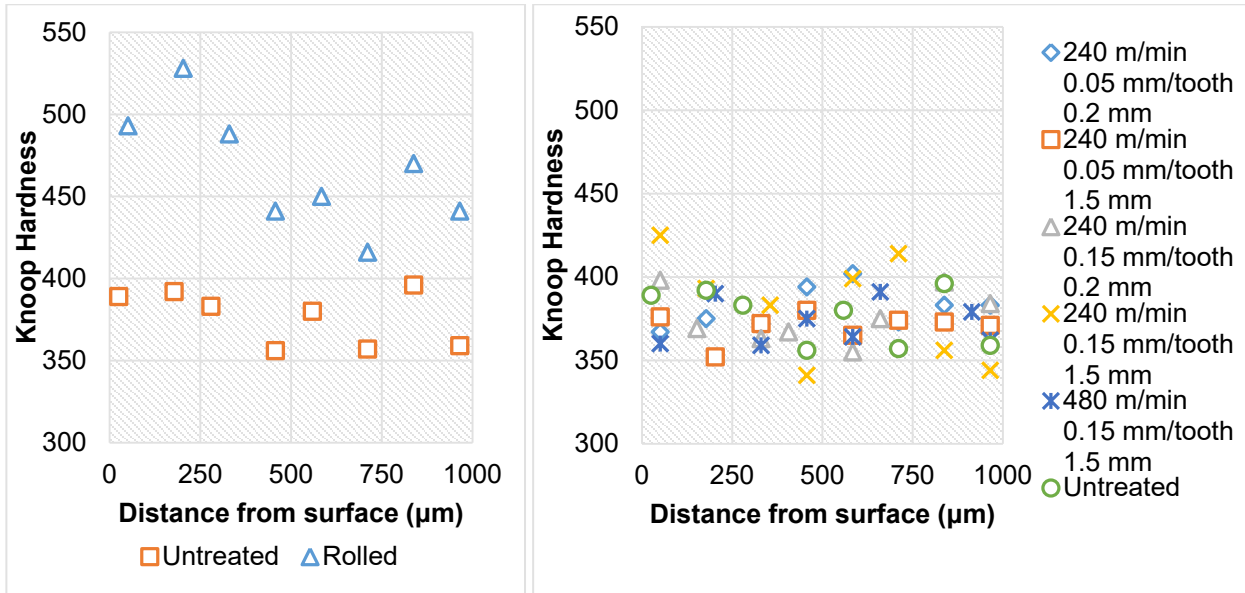 550
500
450
400
350
300
Knoop Hardness
0 250 500 750 1000
Distance from surface (µm)
Untreated Rolled
550
500
450
400
350
300
Knoop Hardness
0 250 500 750 1000
Distance from surface (µm)
240 m/min
0.05 mm/tooth
0.2 mm
240 m/min
0.05 mm/tooth
1.5 mm
240 m/min
0.15 mm/tooth
0.2 mm
240 m/min
0.15 mm/tooth
1.5 mm
480 m/min
0.15 mm/tooth
1.5 mm
Untreated